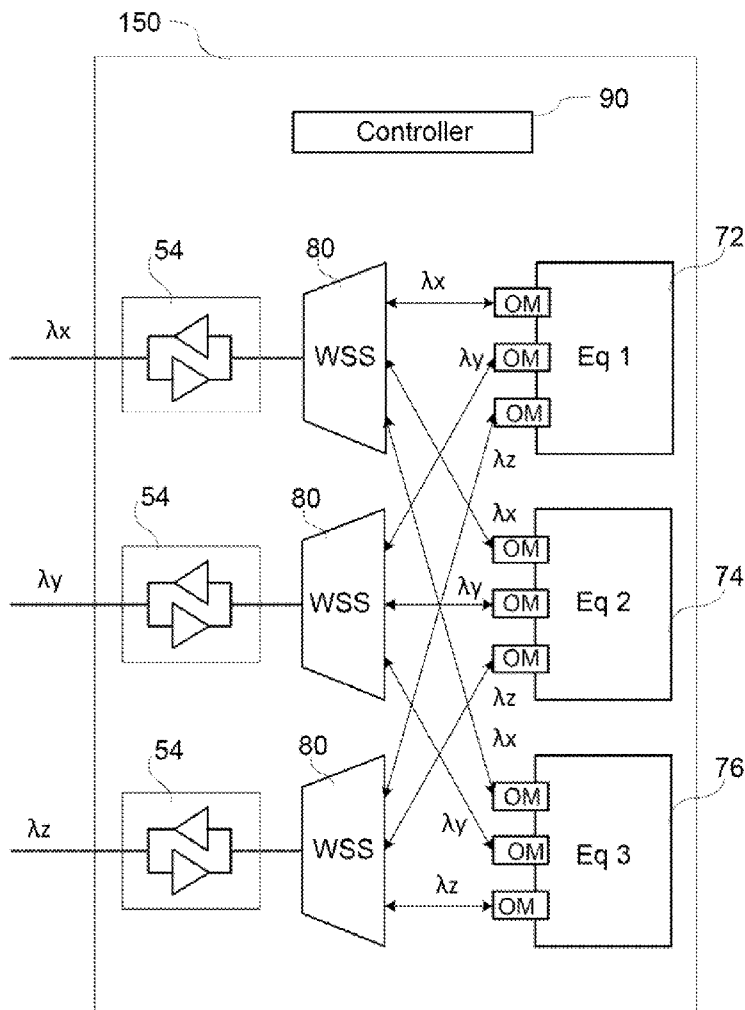 150
90
Controller
72
54
80
λx
λx
OM
WSS
λy
OM
Eq 1
OM
λz
54
80
λx
OM
74
λy
WSS
λy
OM
Eq 2
OM
λz
54
80
λx
76
OM
λz
WSS
λy
OM
Eq 3
λz
OM